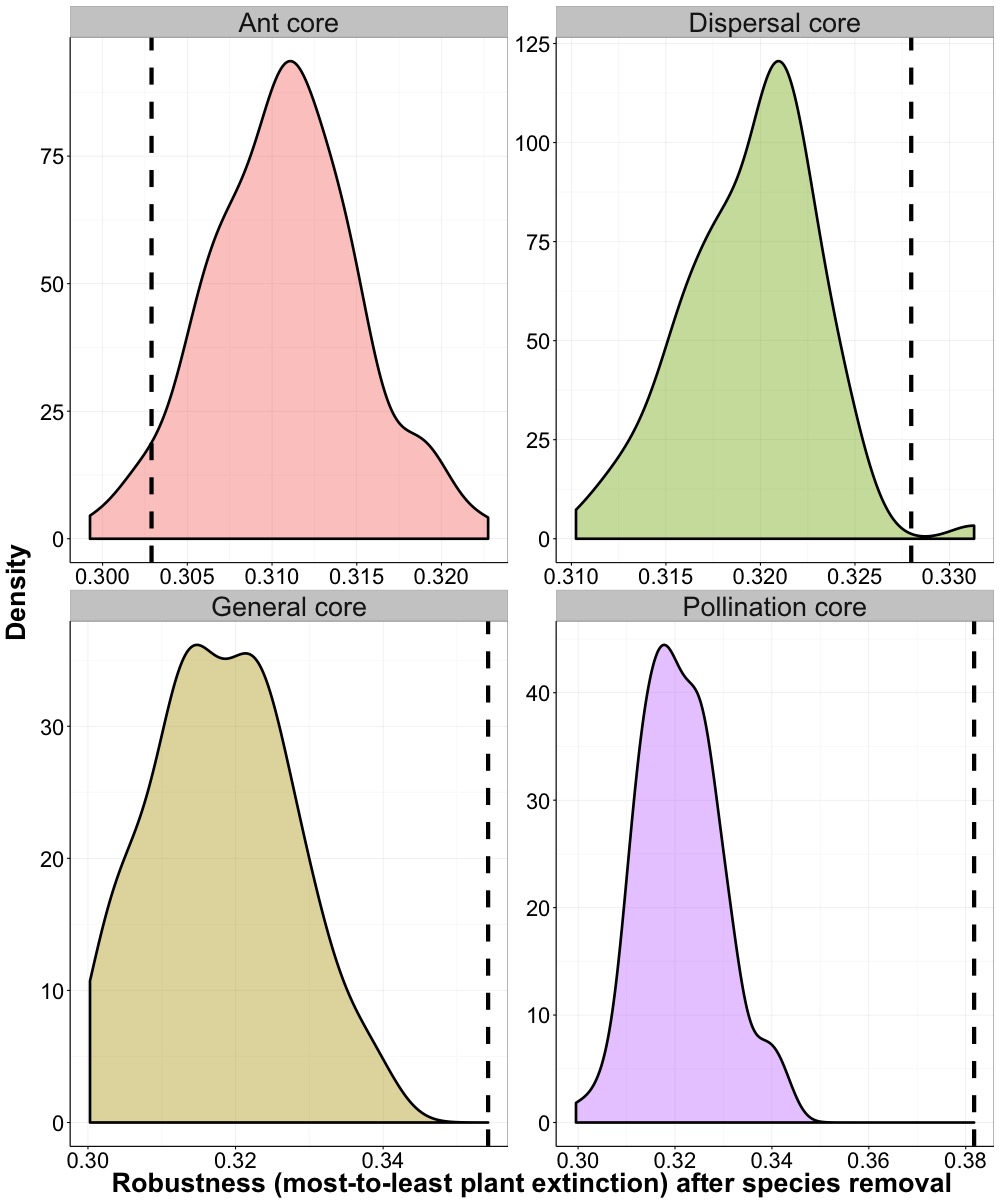 Ant core
Dispersal core
75
50
25
0
0.300 0.305 0.310 0.315 0.320
125
100
75
50
25
0
0.310 0.315 0.320 0.325 0.330
Density
General core
Pollination core
30
20
10
0
0.30 0.32 0.34
40
30
20
10
0
0.30 0.32 0.34 0.36 0.38
Robustness (most-to-least plant extinction) after species removal